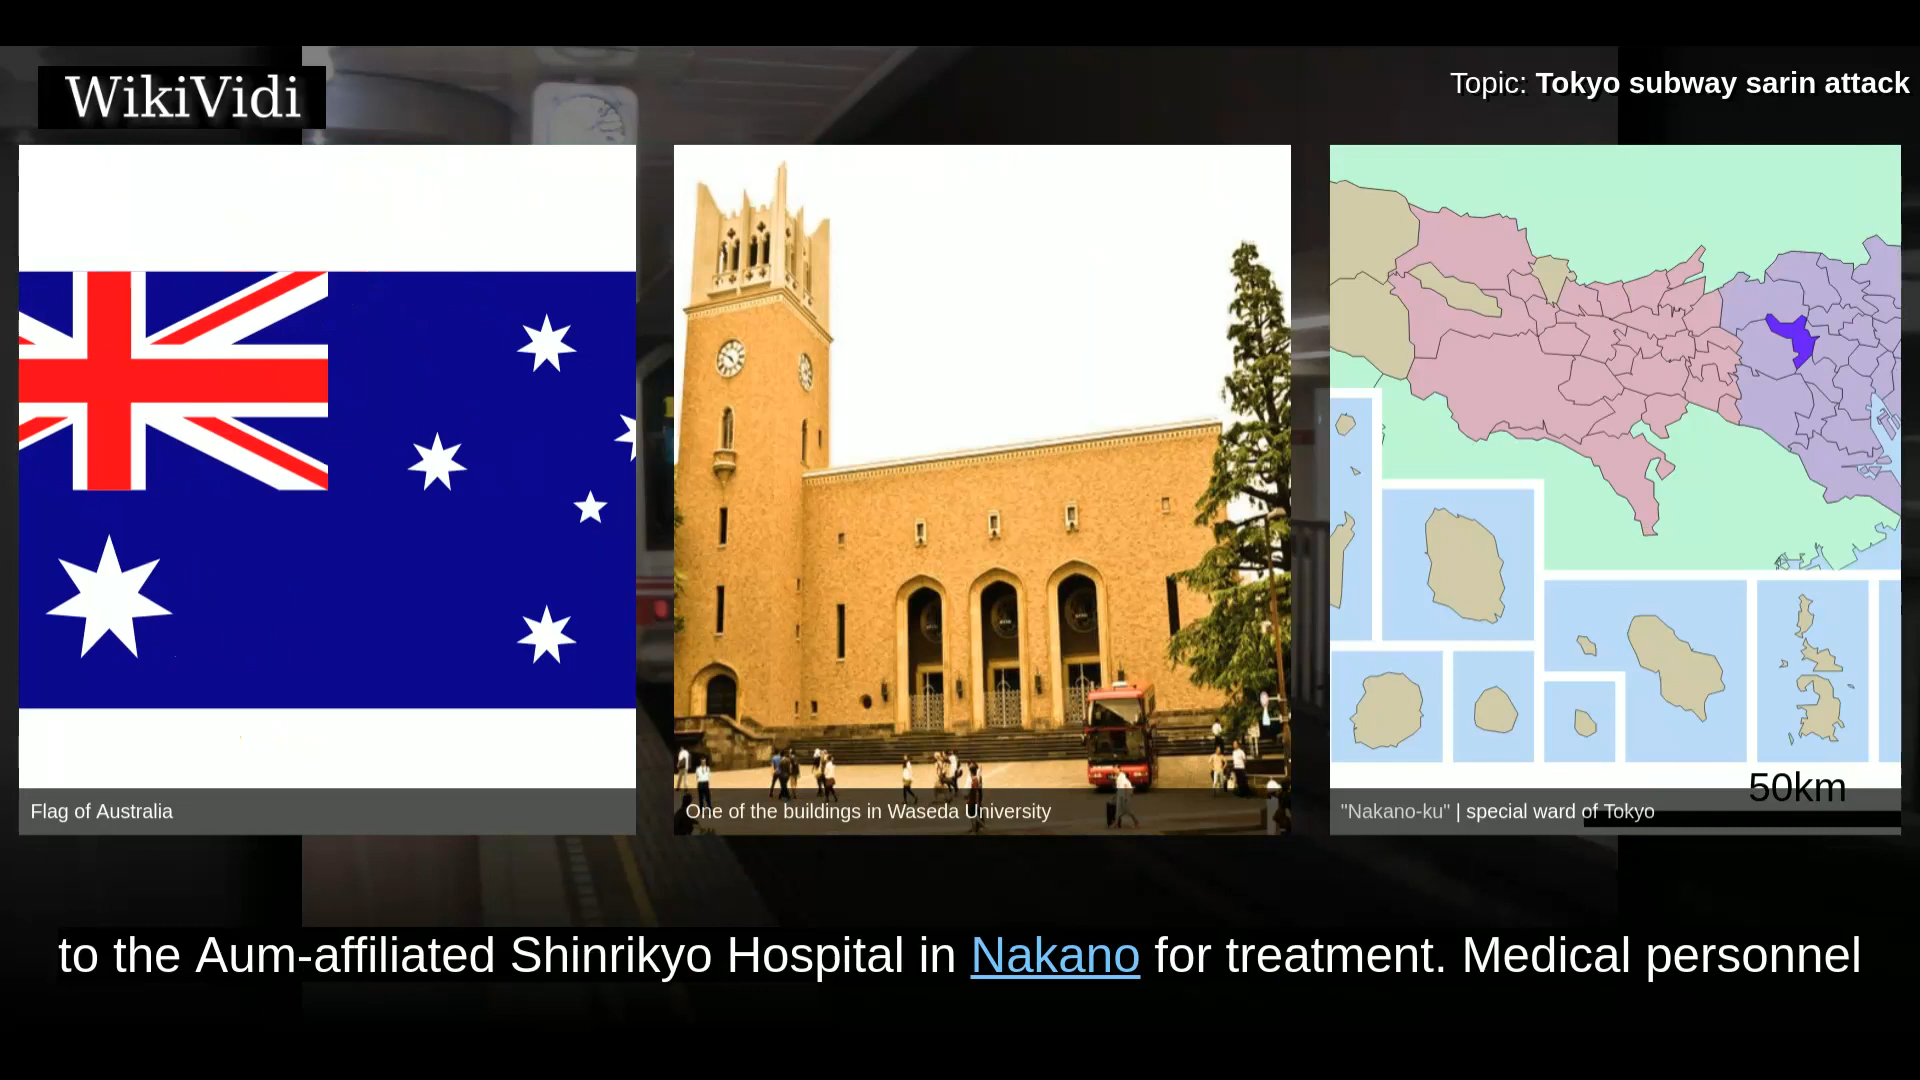 WikiVidi
Topic: Tokyo subway sarin attack
50km
Flag of Australia
One of the buildings in Waseda University
"Nakano-ku" | special ward of Tokyo
to the Aum-affiliated Shinrikyo Hospital in Nakano for treatment. Medical personnel